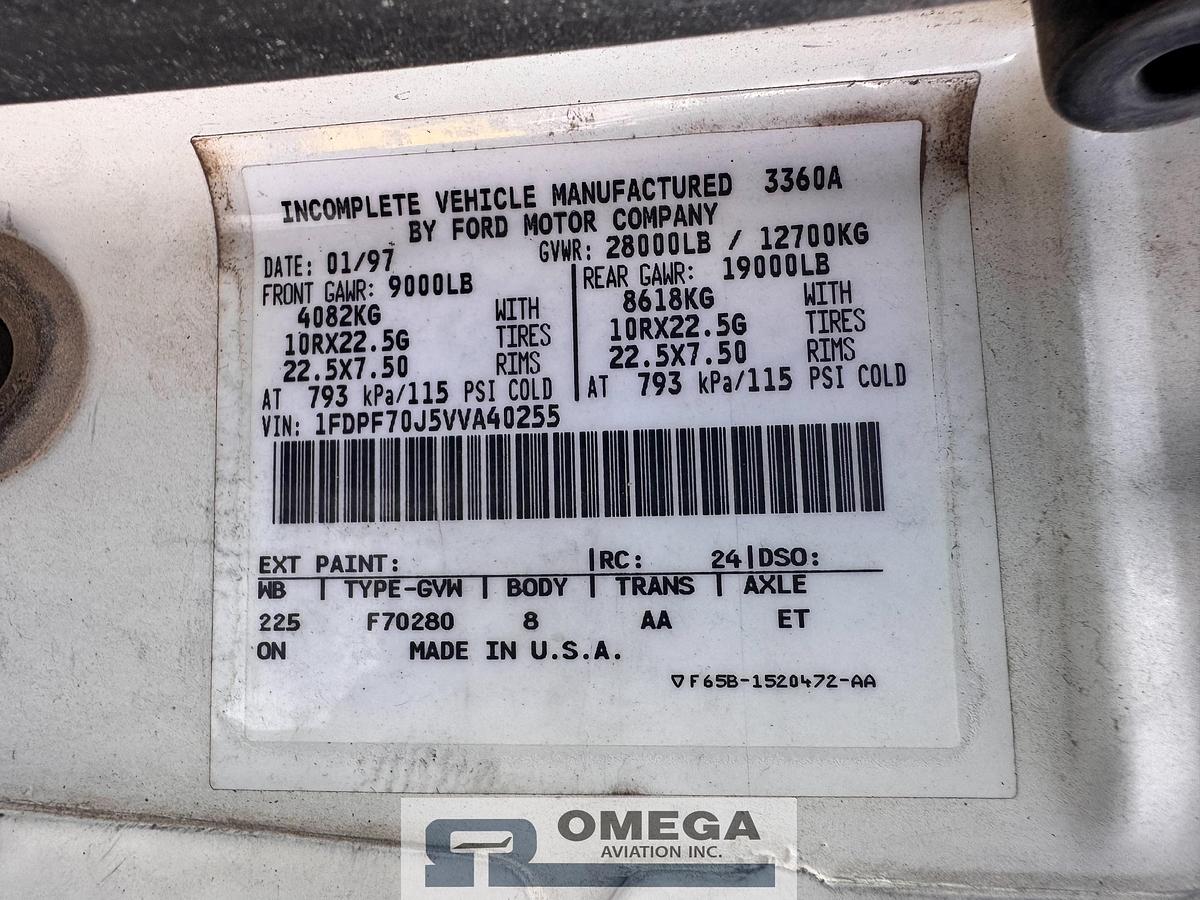 INCOMPLETE VEHICLE MANUFACTURED 3360A
BY FORD MOTOR COMPANY
DATE: 01/97 GVWR: 28000LB / 12700KG
FRONT GAWR: 9000LB REAR GAWR: 19000LB
4082KG WITH 8618KG WITH
10RX22.5G TIRES 10RX22.5G TIRES
22.5X7.50 RIMS 22.5X7.50 RIMS
AT 793 kPa/115 PSI COLD AT 793 kPa/115 PSI COLD
VIN: 1FDPF70J5VVA40255
EXT PAINT: |RC: 24|DSO:
WB | TYPE-GVW | BODY | TRANS | AXLE
225 F70280 8 AA ET
ON MADE IN U.S.A.
▽F65B-1520472-AA
OMEGA
AVIATION INC.